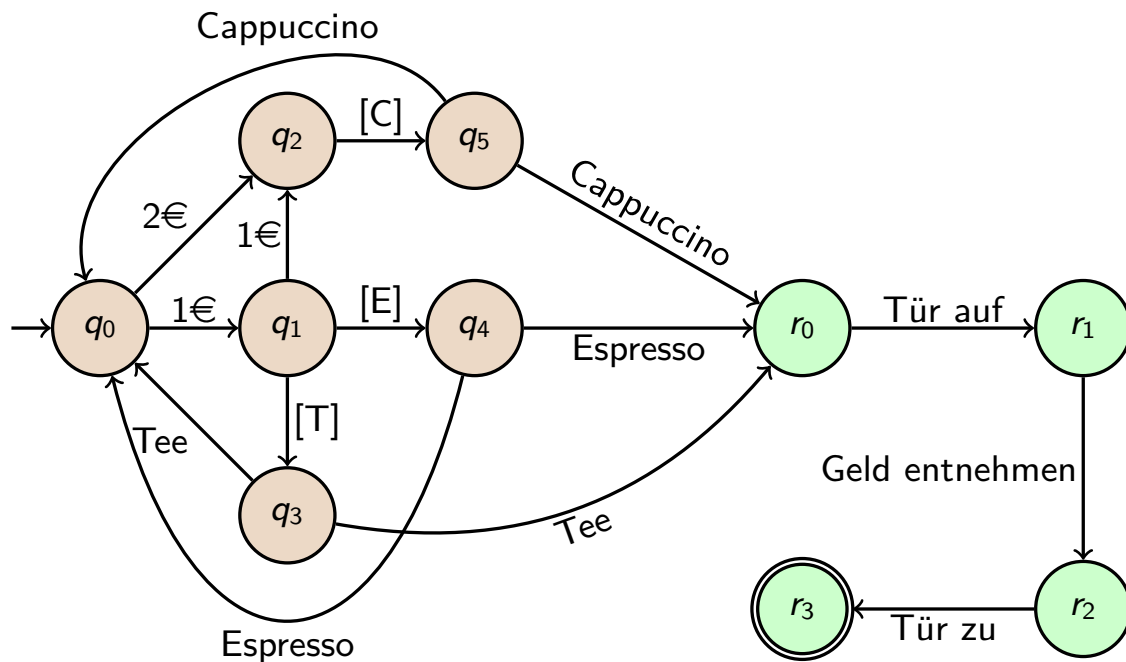 Cappuccino
q2
[C]
q5
2€
1€
Cappuccino
q0
1€
q1
[E]
q4
Espresso
r0
Tür auf
r1
[T]
Tee
q3
Tee
Geld entnehmen
Espresso
r3
Tür zu
r2